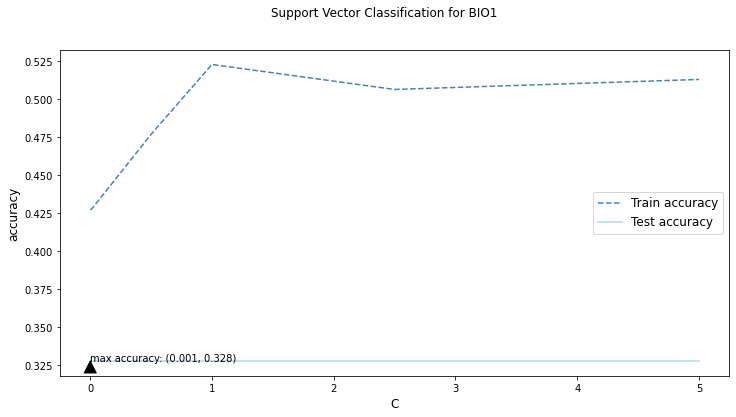 Support Vector Classification for BIO1
0.525
0.500
0.475
0.450
0.425
0.400
0.375
0.350
0.325
accuracy
Train accuracy
Test accuracy
max accuracy: (0.001, 0.328)
0 1 2 3 4 5
C